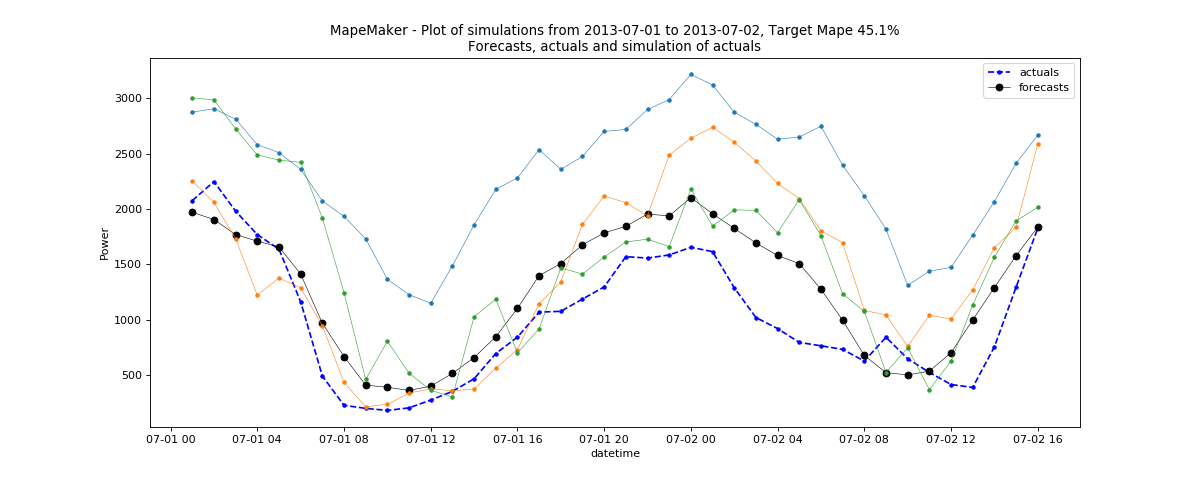 MapeMaker - Plot of simulations from 2013-07-01 to 2013-07-02, Target Mape 45.1%
Forecasts, actuals and simulation of actuals
actuals
forecasts
3000
2500
2000
1500
1000
500
Power
07-01 00 07-01 04 07-01 08 07-01 12 07-01 16 07-01 20 07-02 00 07-02 04 07-02 08 07-02 12 07-02 16
datetime